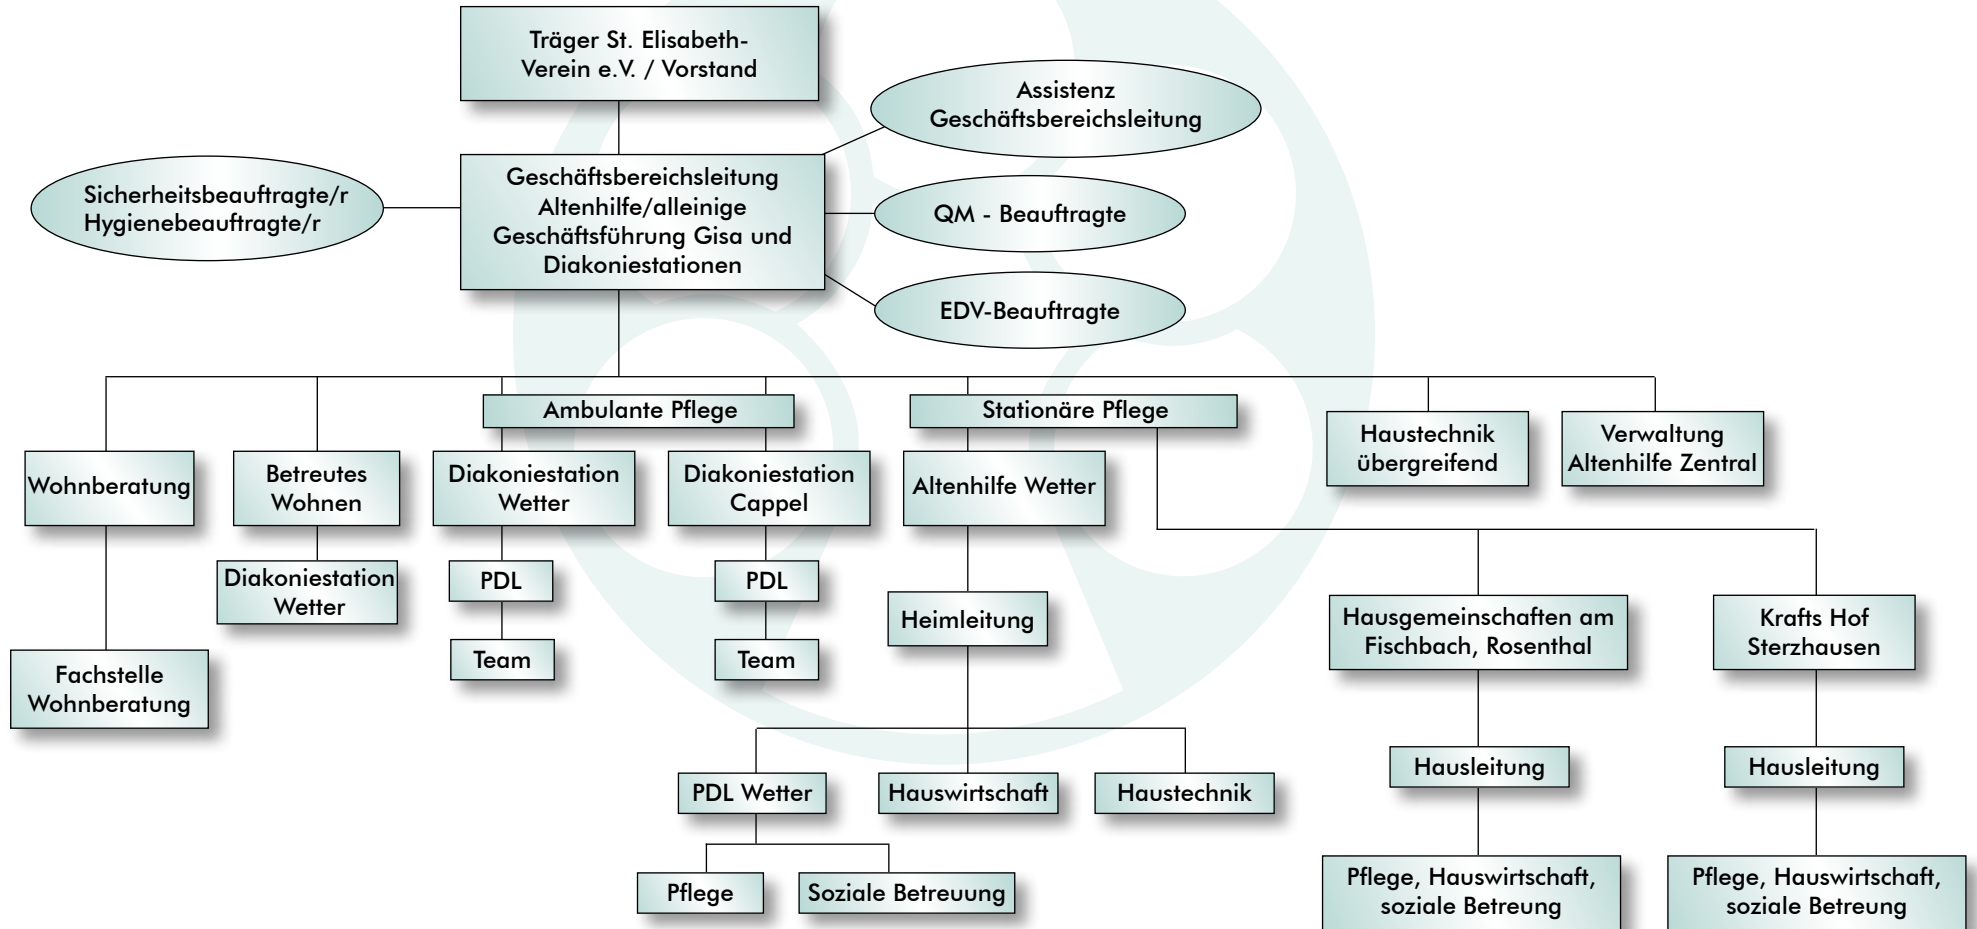 Träger St. Elisabeth-
Verein e.V. / Vorstand
Assistenz
Geschäftsbereichsleitung
Sicherheitsbeauftragte/r
Hygienebeauftragte/r
Geschäftsbereichsleitung
Altenhilfe/alleinige
Geschäftsführung Gisa und
Diakoniestationen
QM - Beauftragte
EDV-Beauftragte
Ambulante Pflege
Stationäre Pflege
Wohnberatung
Betreutes
Wohnen
Diakoniestation
Wetter
Diakoniestation
Cappel
Altenhilfe Wetter
Haustechnik
übergreifend
Verwaltung
Altenhilfe Zentral
Diakoniestation
Wetter
PDL
PDL
Heimleitung
Hausgemeinschaften am
Fischbach, Rosenthal
Krafts Hof
Sterzhausen
Fachstelle
Wohnberatung
Team
Team
PDL Wetter
Hauswirtschaft
Haustechnik
Hausleitung
Hausleitung
Pflege
Soziale Betreuung
Pflege, Hauswirtschaft,
soziale Betreung
Pflege, Hauswirtschaft,
soziale Betreung